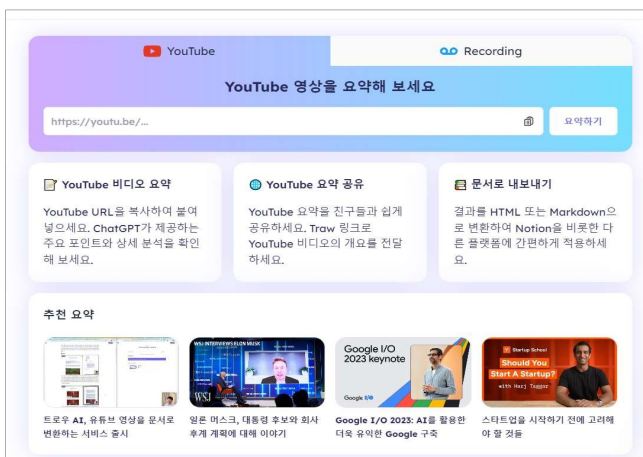 YouTube
Recording
YouTube 영상을 요약해 보세요
https://youtu.be/...
요약하기
YouTube 비디오 요약
YouTube URL을 복사하여 붙여
넣으세요. ChatGPT가 제공하는
주요 포인트와 상세 분석을 확인
해 보세요.
YouTube 요약 공유
YouTube 요약을 친구들과 쉽게
공유하세요. Traw 링크로
YouTube 비디오의 개요를 전달
하세요.
문서로 내보내기
결과를 HTML 또는 Markdown으
로 변환하여 Notion을 비롯한 다
른 플랫폼에 간편하게 적용하세
요.
추천 요약
WSJ INTERVIEWS ELON MUSK
WSJ
Google I/O
2023 keynote
Google I/O
Startup School
Should You
Start A Startup?
with Harj Taggar
트로우 AI, 유튜브 영상을 문서로
변환하는 서비스 출시
일론 머스크, 대통령 후보와 회사
후계 계획에 대해 이야기
Google I/O 2023: AI를 활용한
더욱 유익한 Google 구축
스타트업을 시작하기 전에 고려해
야 할 것들